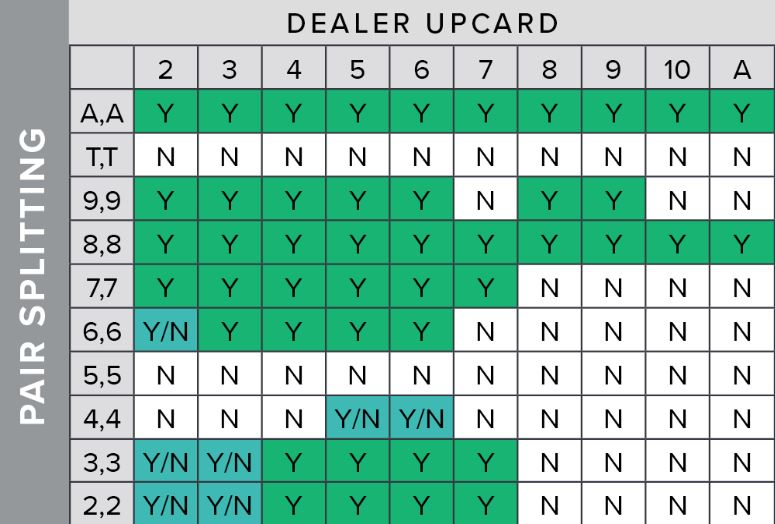 PAIR SPLITTING
DEALER UPCARD
2 3 4 5 6 7 8 9 10 A
A,A Y Y Y Y Y Y Y Y Y Y
T,T N N N N N N N N N N
9,9 Y Y Y Y Y N Y Y N N
8,8 Y Y Y Y Y Y Y Y Y Y
7,7 Y Y Y Y Y Y N N N N
6,6 Y/N Y Y Y Y N N N N N
5,5 N N N N N N N N N N
4,4 N N N Y/N Y/N N N N N N
3,3 Y/N Y/N Y Y Y Y N N N N
2,2 Y/N Y/N Y Y Y Y N N N N